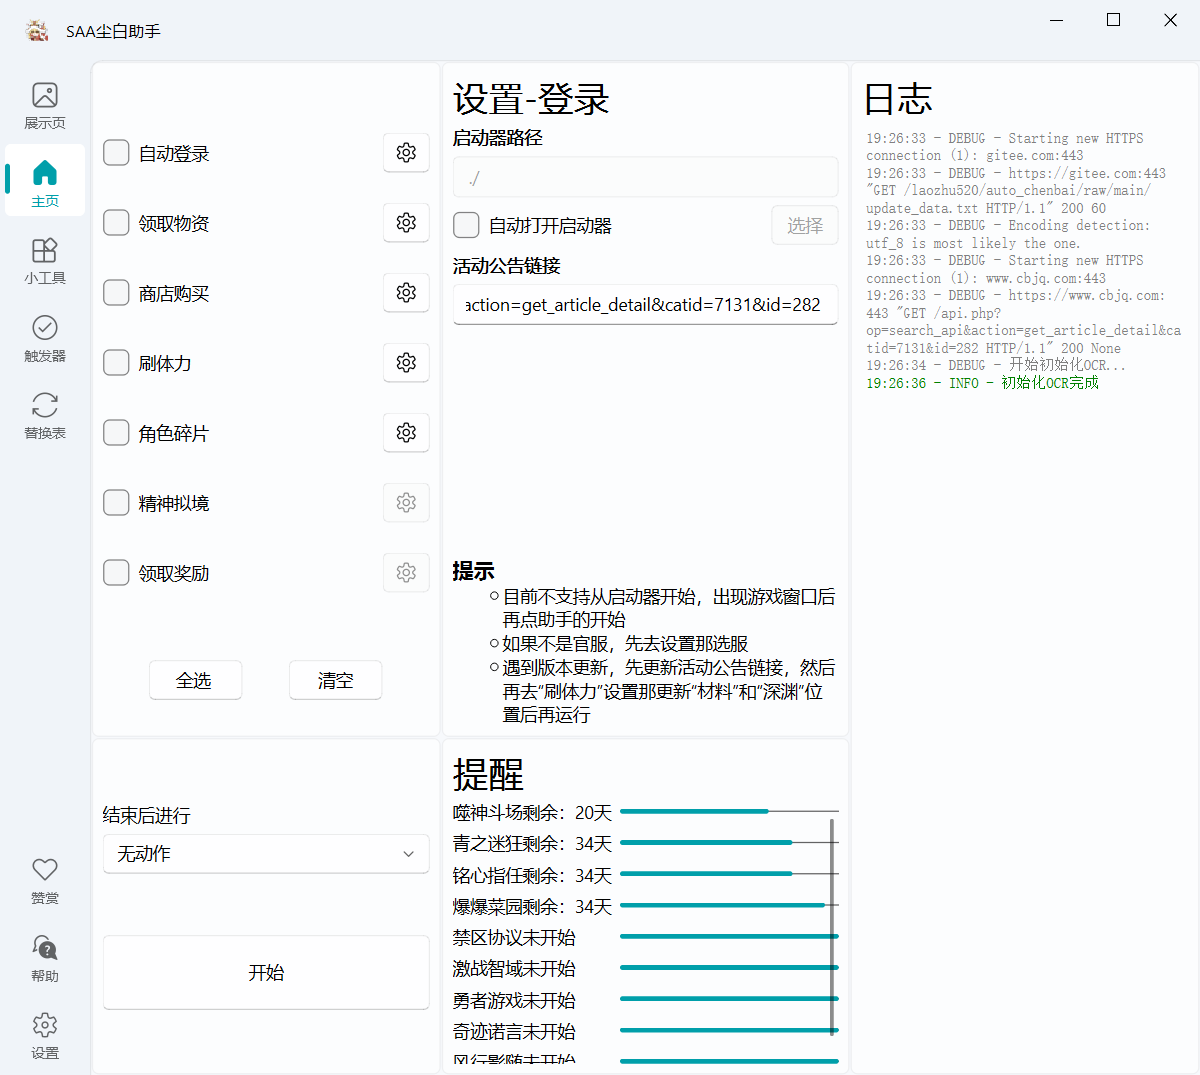 SAA尘白助手
展示页
主页
小工具
触发器
替换表
赞赏
帮助
设置
自动登录
领取物资
商店购买
刷体力
角色碎片
精神拟境
领取奖励
全选
清空
结束后进行
无动作
开始
设置-登录
启动器路径
./
自动打开启动器
选择
活动公告链接
action=get_article_detail&catid=7131&id=282
提示
目前不支持从启动器开始，出现游戏窗口后
再点助手的开始
如果不是官服，先去设置那选服
遇到版本更新，先更新活动公告链接，然后
再去“刷体力”设置那更新“材料”和“深渊”位
置后再运行
提醒
噬神斗场剩余：20天
青之迷狂剩余：34天
铭心指任剩余：34天
爆爆菜园剩余：34天
禁区协议未开始
激战智域未开始
勇者游戏未开始
奇迹诺言未开始
风行影随未开始
日志
19:26:33 - DEBUG - Starting new HTTPS
connection (1): gitee.com:443
19:26:33 - DEBUG - https://gitee.com:443
"GET /laozhu520/auto_chenbai/raw/main/
update_data.txt HTTP/1.1" 200 60
19:26:33 - DEBUG - Encoding detection:
utf_8 is most likely the one.
19:26:33 - DEBUG - Starting new HTTPS
connection (1): www.cbjq.com:443
19:26:33 - DEBUG - https://www.cbjq.com:
443 "GET /api.php?
op=search_api&action=get_article_detail&ca
tid=7131&id=282 HTTP/1.1" 200 None
19:26:34 - DEBUG - 开始初始化OCR...
19:26:36 - INFO - 初始化OCR完成